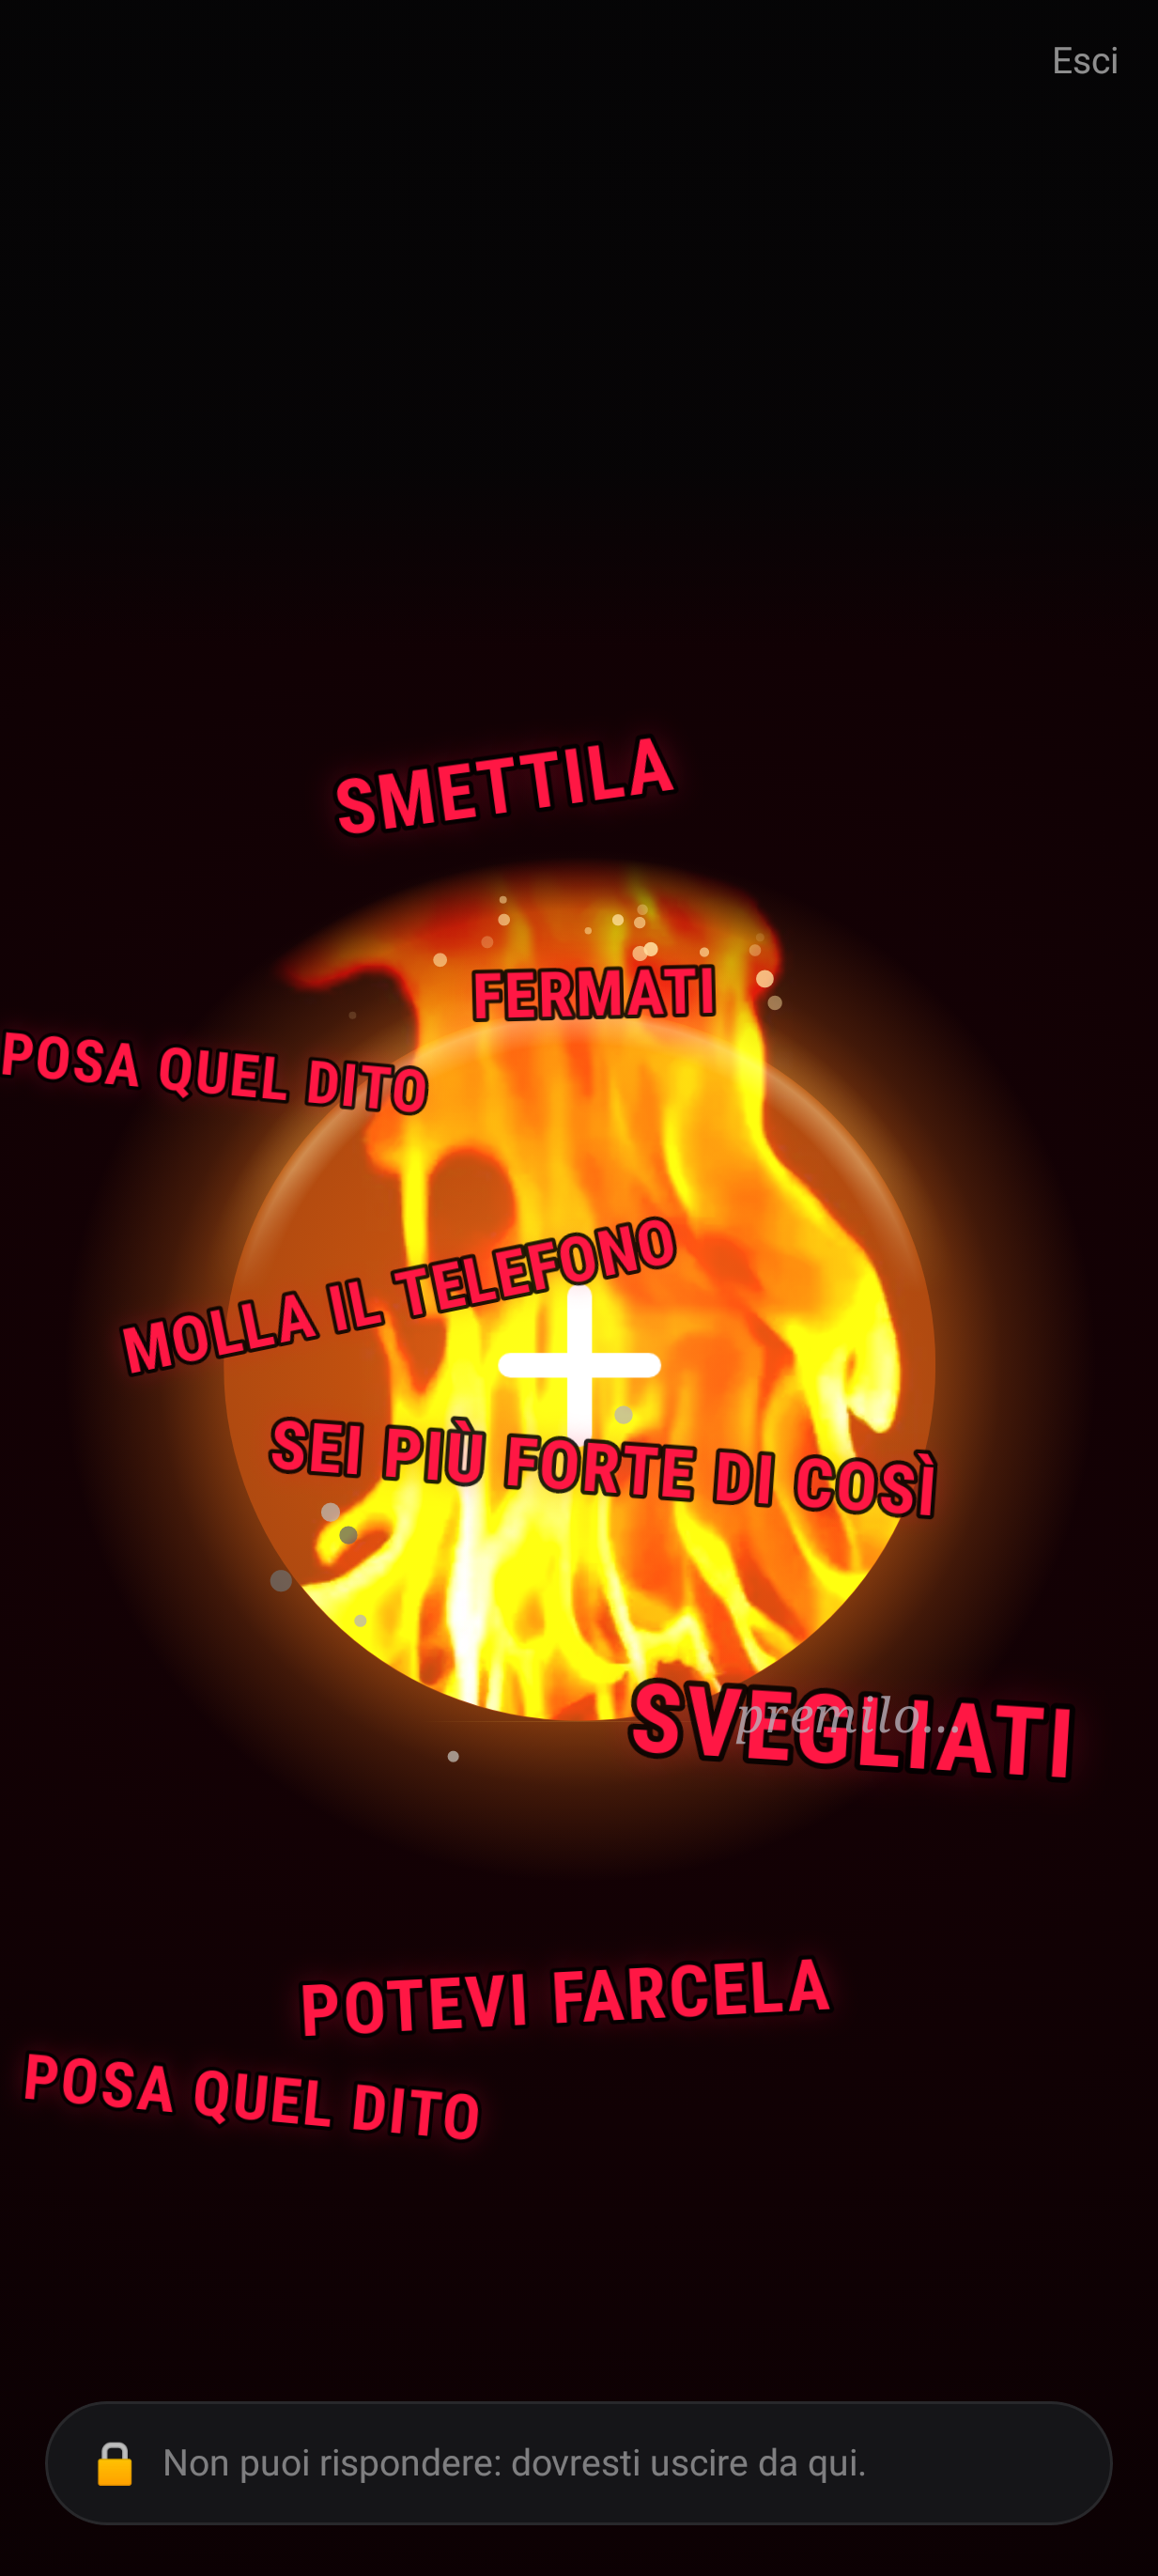 Esci
SMETTILA
FERMATI
POSA QUEL DITO
MOLLA IL TELEFONO
SEI PIÙ FORTE DI COSÌ
SVEGLIATI
premilo...
POTEVI FARCELA
POSA QUEL DITO
Non puoi rispondere: dovresti uscire da qui.